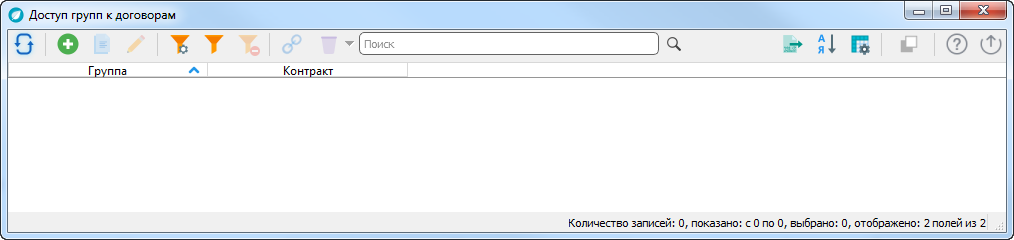 Доступ групп к договорам
Поиск
А
Я
Группа Контракт
Количество записей: 0, показано: с 0 по 0, выбрано: 0, отображено: 2 полей из 2